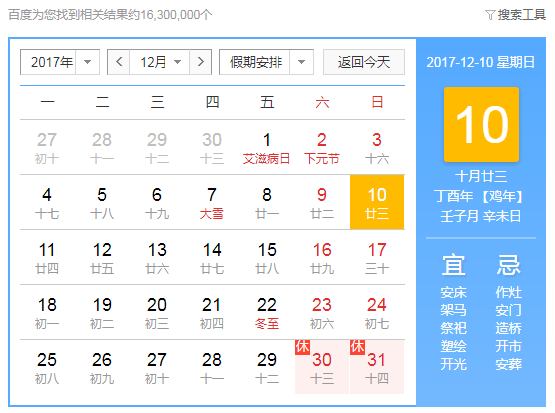 百度为您找到相关结果约16,300,000个
搜索工具
2017年 12月 假期安排 返回今天
一 二 三 四 五 六 日
27 28 29 30 1 2 3
初十 十一 十二 十三 艾滋病日 下元节 十六
4 5 6 7 8 9 10
十七 十八 十九 大雪 廿一 廿二 廿三
11 12 13 14 15 16 17
廿四 廿五 廿六 廿七 廿八 廿九 三十
18 19 20 21 22 23 24
初一 初二 初三 初四 冬至 初六 初七
休 休
25 26 27 28 29 30 31
初八 初九 初十 十一 十二 十三 十四
2017-12-10 星期日
10
十月廿三
丁酉年【鸡年】
壬子月 辛未日
宜 忌
安床 作灶
架马 安门
祭祀 造桥
塑绘 开市
开光 安葬